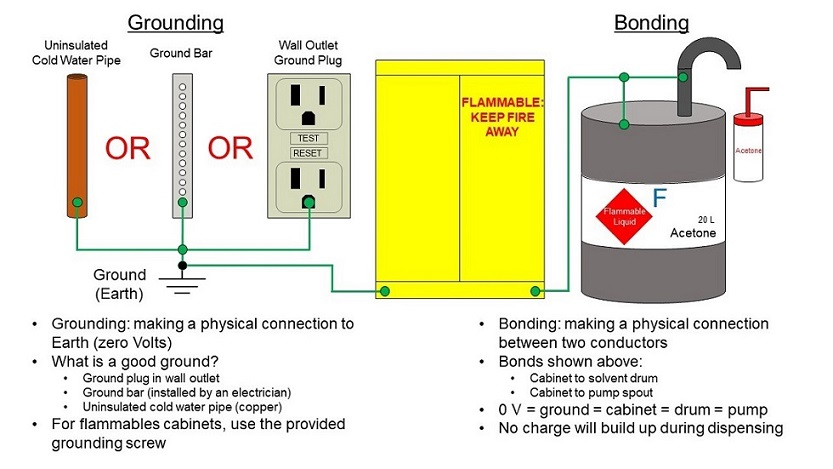 Grounding
Bonding
Uninsulated
Cold Water Pipe
Ground Bar
Wall Outlet
Ground Plug
OR
OR
TEST
RESET
FLAMMABLE:
KEEP FIRE
AWAY
Acetone
Flammable
Liquid
F
20 L
Acetone
Ground
(Earth)
• Grounding: making a physical connection to
Earth (zero Volts)
• What is a good ground?
• Ground plug in wall outlet
• Ground bar (installed by an electrician)
• Uninsulated cold water pipe (copper)
• For flammables cabinets, use the provided
grounding screw
• Bonding: making a physical connection
between two conductors
• Bonds shown above:
• Cabinet to solvent drum
• Cabinet to pump spout
• 0 V = ground = cabinet = drum = pump
• No charge will build up during dispensing